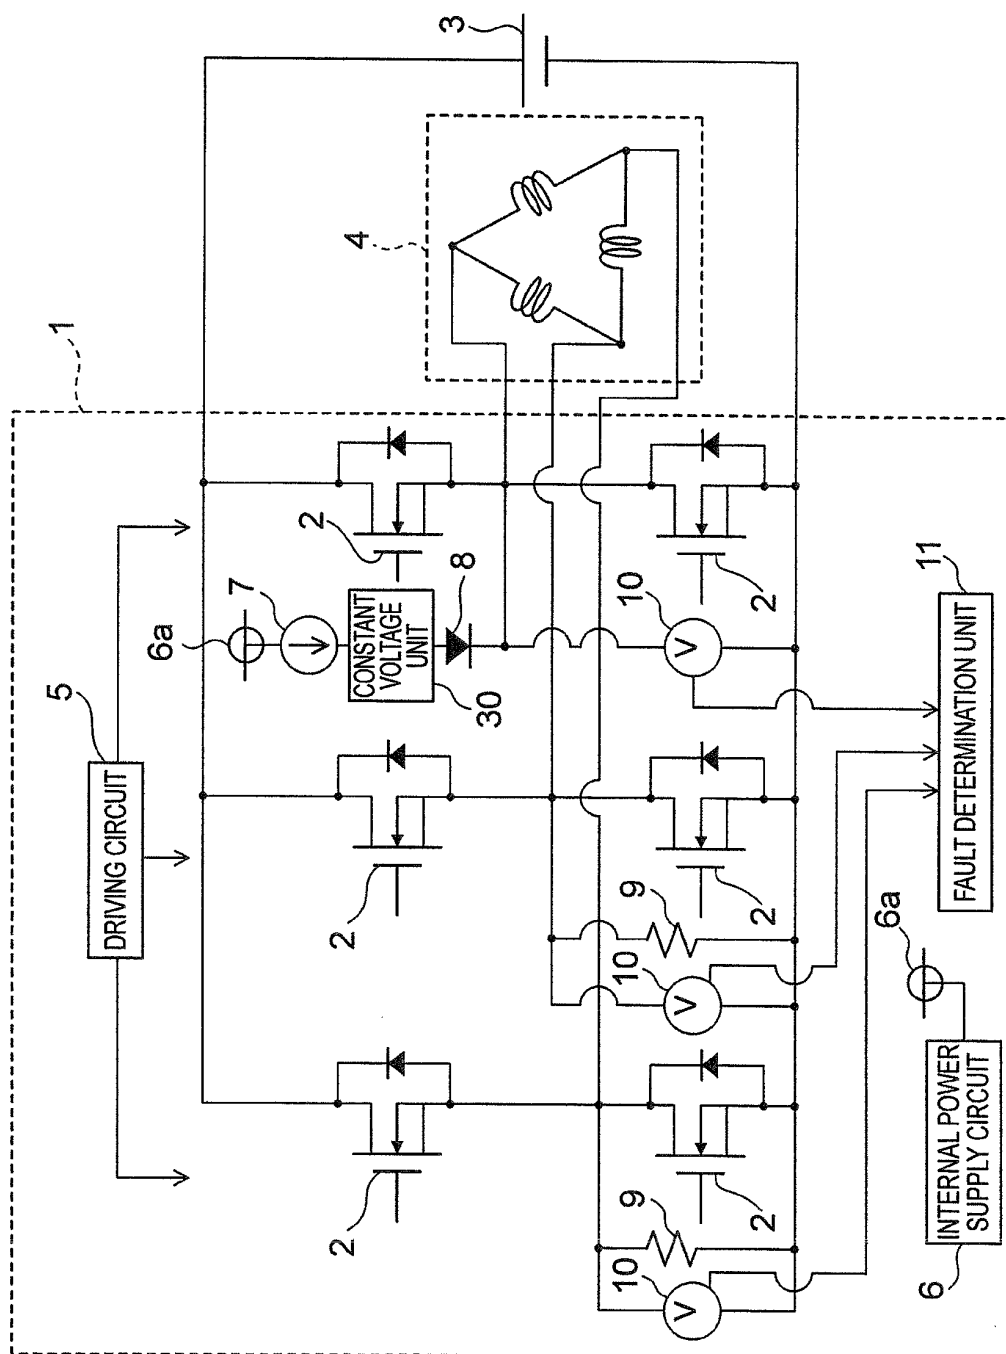 1
5
DRIVING CIRCUIT
6a
7
CONSTANT
VOLTAGE
UNIT
30
8
2
2
2
4
3
9
10
2
9
10
2
10
2
6a
INTERNAL POWER
SUPPLY CIRCUIT
6
11
FAULT DETERMINATION UNIT
V
V
V